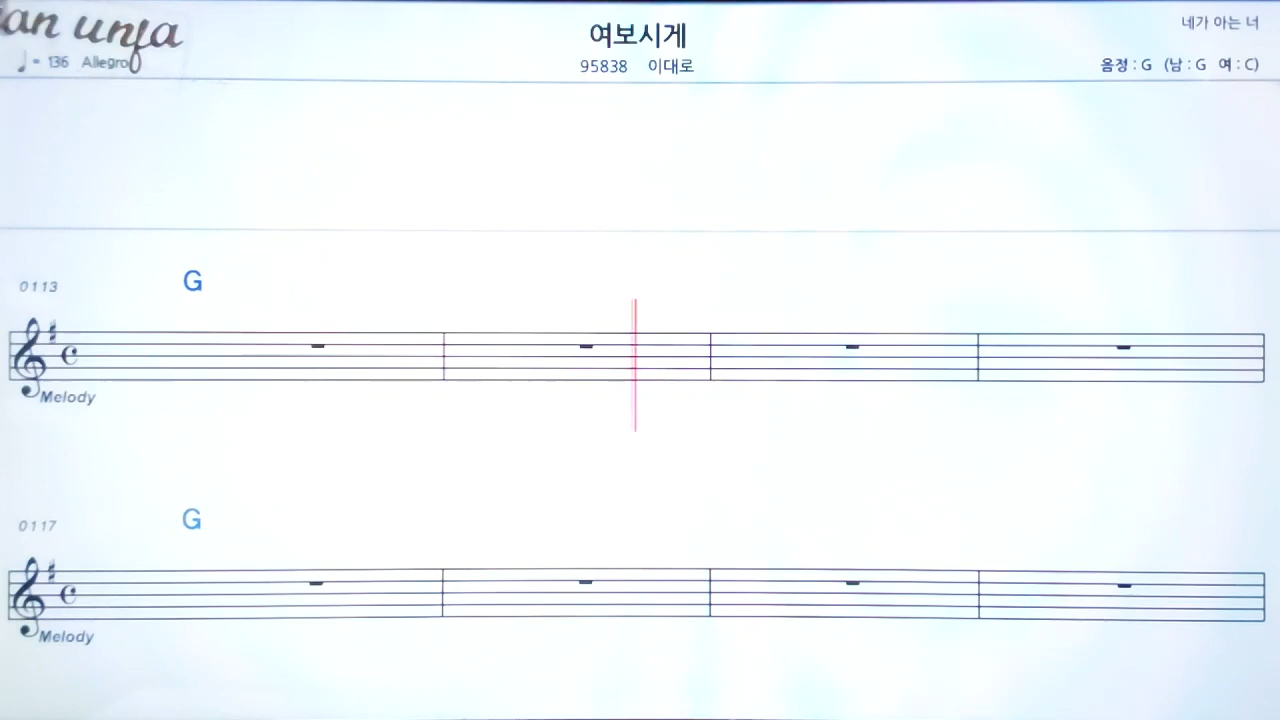 an unfa
♩ = 136 Allegro
여보시게
95838 이대로
네가 아는 너
음정 : G (남 : G 여 : C)
0113 G
Melody
0117 G
Melody